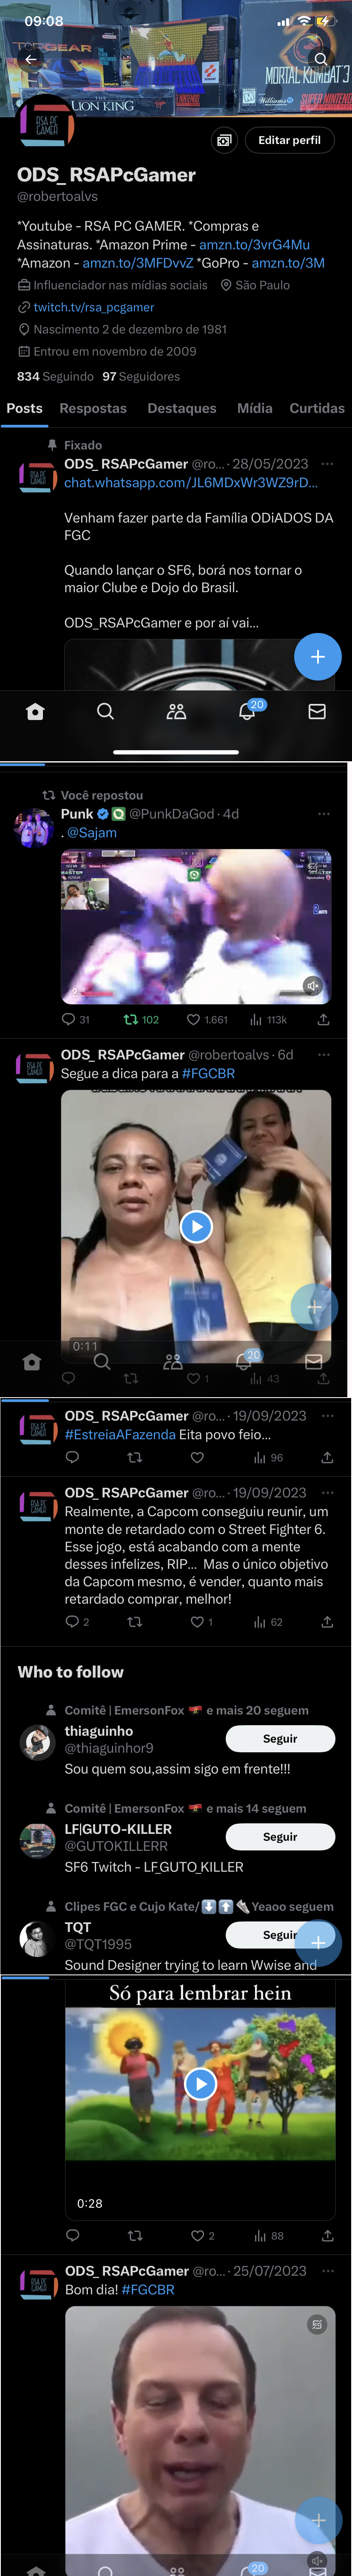 09:08
TOP GEAR
THE
LION KING
Virgin
Williams
MORTAL KOMBAT 3
SUPER NINTENDO
RSA PC
GAMER
Editar perfil
ODS_RSAPcGamer
@robertoalvs
*Youtube - RSA PC GAMER. *Compras e
Assinaturas. *Amazon Prime - amzn.to/3vrG4Mu
*Amazon - amzn.to/3MFDvvZ *GoPro - amzn.to/3M
Influenciador nas mídias sociais São Paulo
twitch.tv/rsa_pcgamer
Nascimento 2 de dezembro de 1981
Entrou em novembro de 2009
834 Seguindo 97 Seguidores
Posts Respostas Destaques Mídia Curtidas
Fixado
ODS_RSAPcGamer @ro... · 28/05/2023 ···
chat.whatsapp.com/JL6MDxWr3WZ9rD...
Venham fazer parte da Família ODiADOS DA
FGC
Quando lançar o SF6, borá nos tornar o
maior Clube e Dojo do Brasil.
ODS_RSAPcGamer e por aí vai...
20
Você repostou
Punk @PunkDaGod · 4d ···
. @Sajam
31 102 1.661 113k
ODS_RSAPcGamer @robertoalvs · 6d ···
Segue a dica para a #FGCBR
0:11
20
1 43
ODS_RSAPcGamer @ro... · 19/09/2023 ···
#EstreiaAFazenda Eita povo feio...
96
ODS_RSAPcGamer @ro... · 19/09/2023 ···
Realmente, a Capcom conseguiu reunir, um
monte de retardado com o Street Fighter 6.
Esse jogo, está acabando com a mente
desses infelizes, RIP... Mas o único objetivo
da Capcom mesmo, é vender, quanto mais
retardado comprar, melhor!
2 1 62
Who to follow
Comitê | EmersonFox e mais 20 seguem
thiaguinho
@thiaguinhor9
Seguir
Sou quem sou,assim sigo em frente!!!
Comitê | EmersonFox e mais 14 seguem
LF|GUTO-KILLER
@GUTOKILLERR
Seguir
SF6 Twitch - LF_GUTO_KILLER
Clipes FGC e Cujo Kate/⬇️⬆️ Yeaoo seguem
TQT
@TQT1995
Seguir
Sound Designer trying to learn Wwise and
Só para lembrar hein
0:28
2 88
ODS_RSAPcGamer @ro... · 25/07/2023 ···
Bom dia! #FGCBR
20